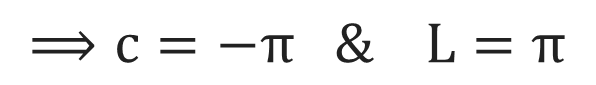 ⟹ c = −π & L = π